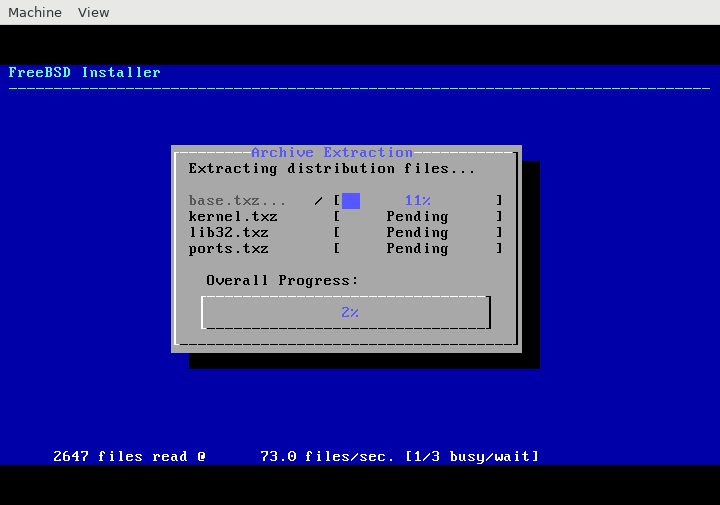 Machine View
FreeBSD Installer
Archive Extraction
Extracting distribution files...
base.txz... / [ 11% ]
kernel.txz [ Pending ]
lib32.txz [ Pending ]
ports.txz [ Pending ]
Overall Progress:
2%
2647 files read @ 73.0 files/sec. [1/3 busy/wait]